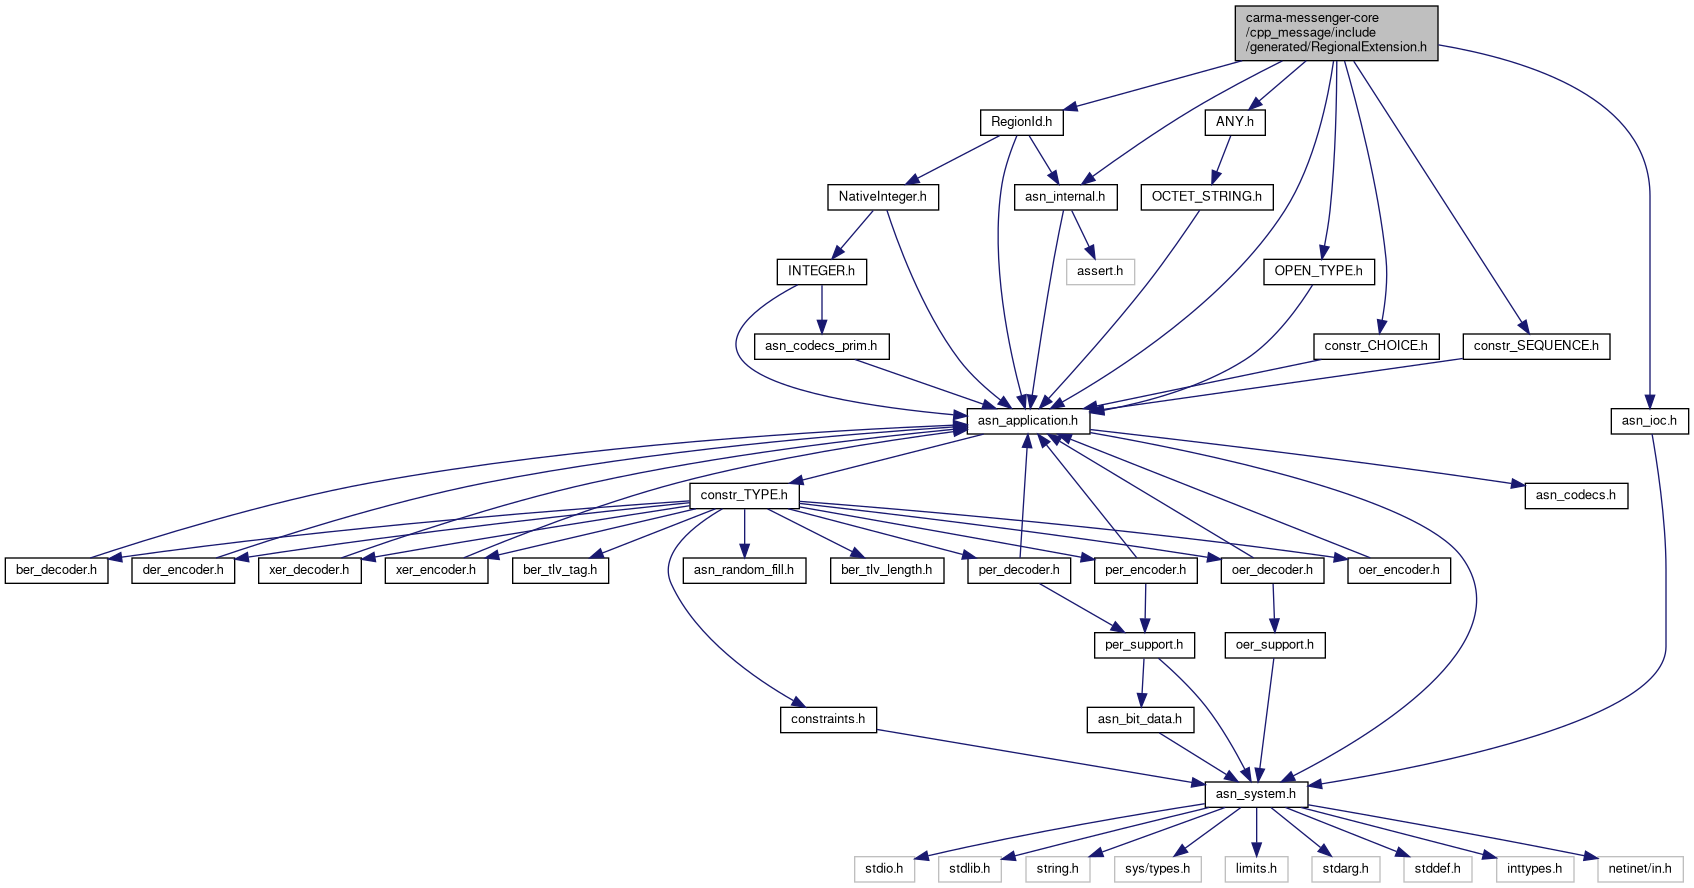 carma-messenger-core
/cpp_message/include
/generated/RegionalExtension.h
RegionId.h
ANY.h
NativeInteger.h
asn_internal.h
OCTET_STRING.h
INTEGER.h
assert.h
OPEN_TYPE.h
asn_codecs_prim.h
constr_CHOICE.h
constr_SEQUENCE.h
asn_application.h
asn_ioc.h
constr_TYPE.h
asn_codecs.h
ber_decoder.h
der_encoder.h
xer_decoder.h
xer_encoder.h
ber_tlv_tag.h
asn_random_fill.h
ber_tlv_length.h
per_decoder.h
per_encoder.h
oer_decoder.h
oer_encoder.h
per_support.h
oer_support.h
constraints.h
asn_bit_data.h
asn_system.h
stdio.h
stdlib.h
string.h
sys/types.h
limits.h
stdarg.h
stddef.h
inttypes.h
netinet/in.h